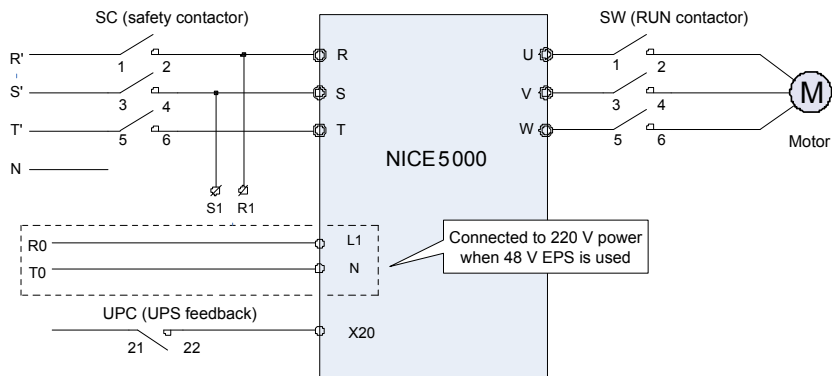 SC (safety contactor)
SW (RUN contactor)
R'
1 2
R
U
1 2
S'
3 4
S
V
3 4
M
T'
5 6
T
W
5 6
Motor
N
NICE5000
S1 R1
R0
L1
T0
N
Connected to 220 V power
when 48 V EPS is used
UPC (UPS feedback)
21 22
X20